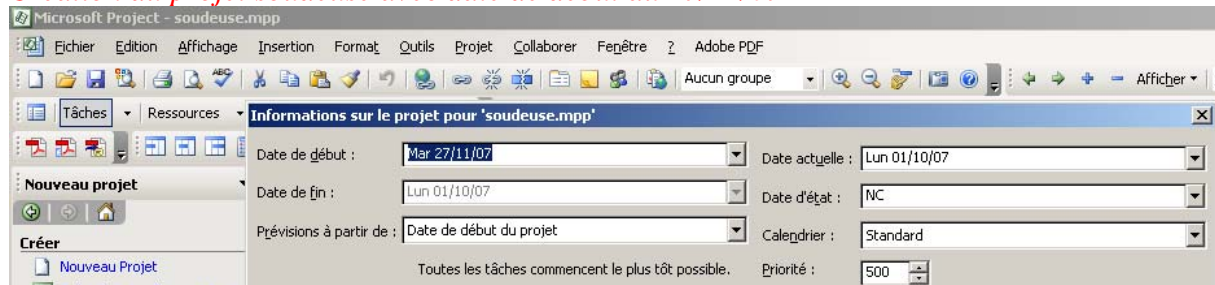 Microsoft Project - soudeuse.mpp
Fichier Edition Affichage Insertion Format Outils Projet Collaborer Fenêtre ? Adobe PDF
Aucun groupe Afficher
Tâches Ressources
Informations sur le projet pour 'soudeuse.mpp'
Date de début : Mar 27/11/07 Date actuelle : Lun 01/10/07
Nouveau projet
Date de fin : Lun 01/10/07 Date d'état : NC
Prévisions à partir de : Date de début du projet Calendrier : Standard
Créer
Nouveau Projet
Toutes les tâches commencent le plus tôt possible. Priorité : 500